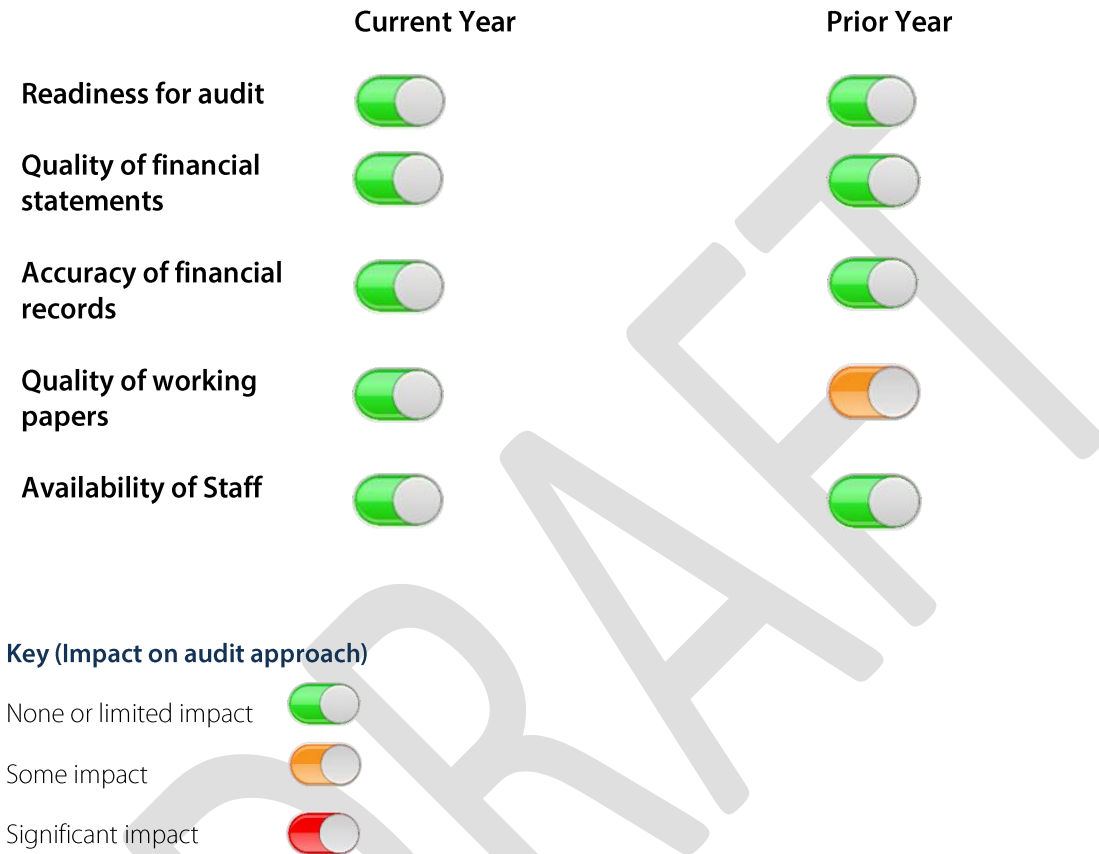 Current Year Prior Year
Readiness for audit
Quality of financial
statements
Accuracy of financial
records
Quality of working
papers
Availability of Staff
Key (Impact on audit approach)
None or limited impact
Some impact
Significant impact
DRAFT